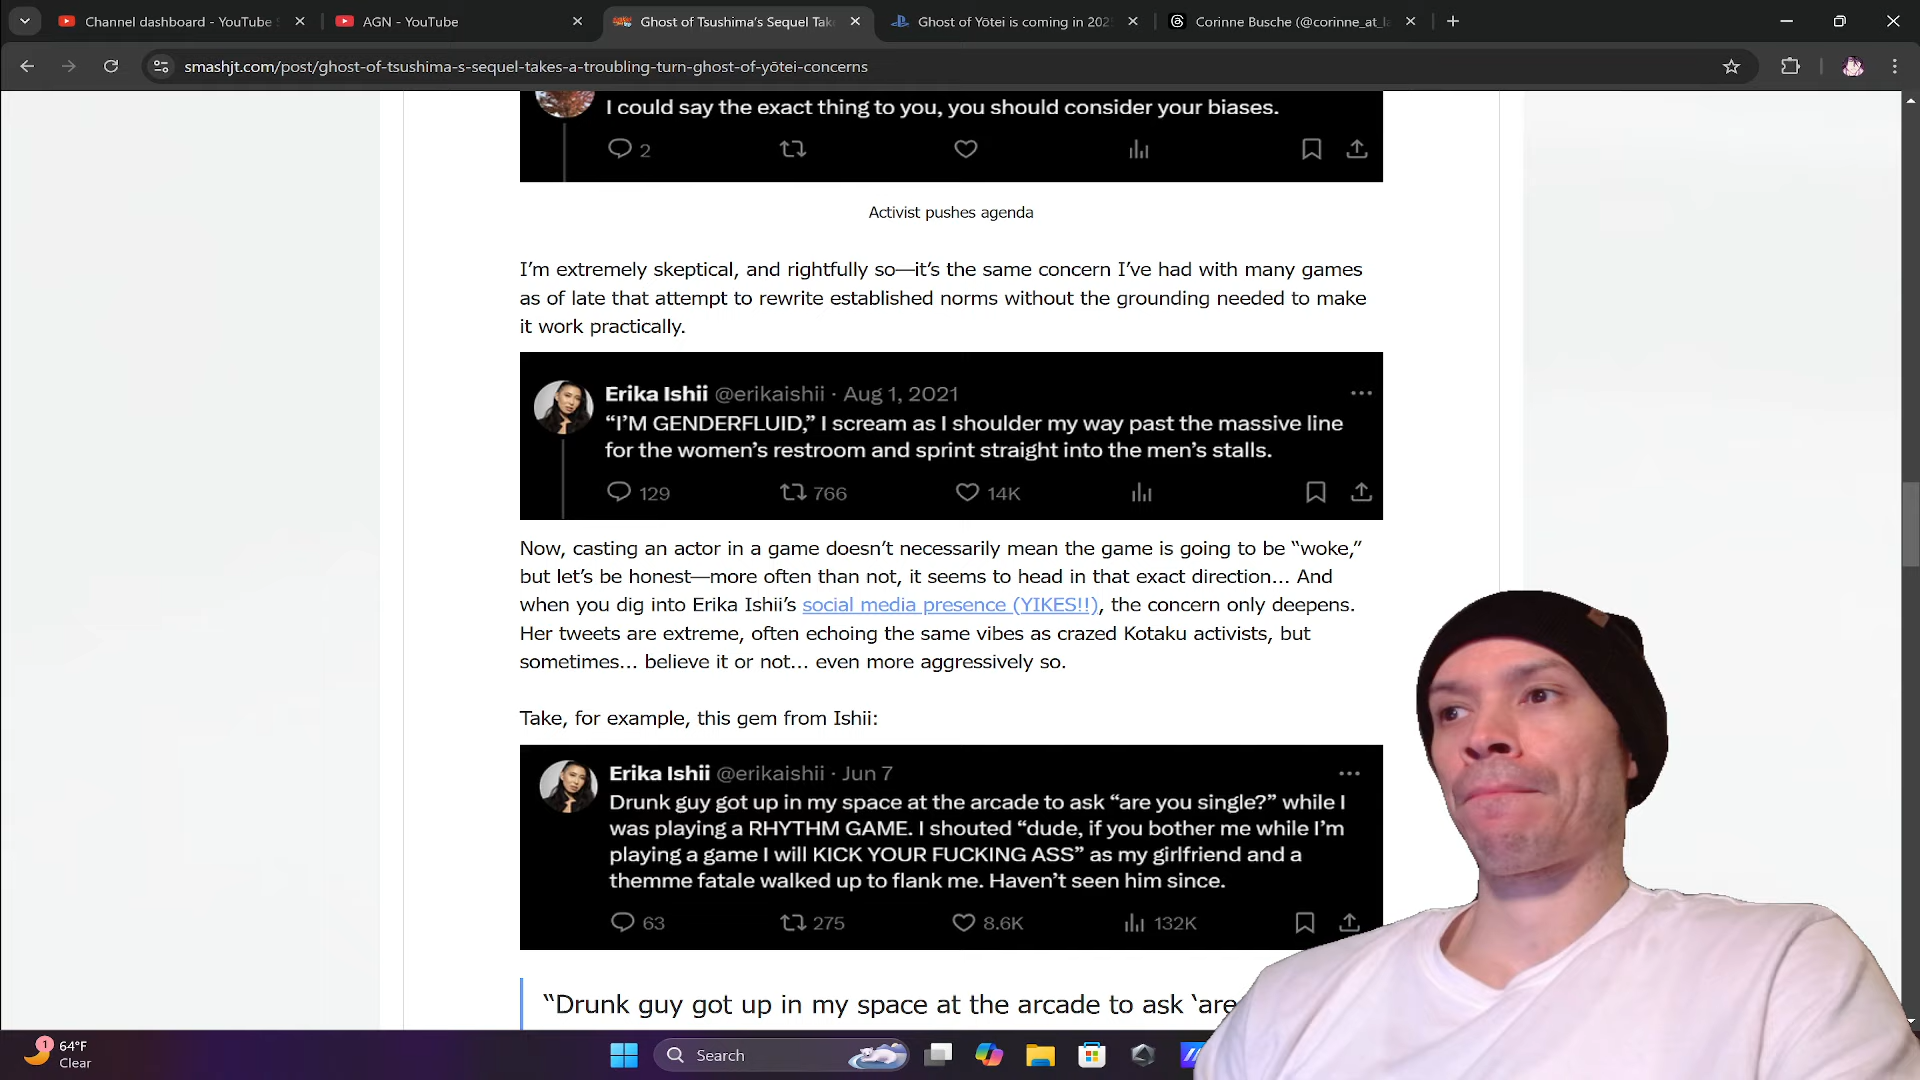 Channel dashboard - YouTube S
AGN - YouTube
Ghost of Tsushima's Sequel Tak
Ghost of Yōtei is coming in 202
Corinne Busche (@corinne_at_la
smashjt.com/post/ghost-of-tsushima-s-sequel-takes-a-troubling-turn-ghost-of-yōtei-concerns
I could say the exact thing to you, you should consider your biases.
2
Activist pushes agenda
I'm extremely skeptical, and rightfully so—it's the same concern I've had with many games
as of late that attempt to rewrite established norms without the grounding needed to make
it work practically.
Erika Ishii @erikaishii · Aug 1, 2021
“I'M GENDERFLUID,” I scream as I shoulder my way past the massive line
for the women's restroom and sprint straight into the men's stalls.
129 766 14K
Now, casting an actor in a game doesn't necessarily mean the game is going to be “woke,”
but let's be honest—more often than not, it seems to head in that exact direction... And
when you dig into Erika Ishii's social media presence (YIKES!!), the concern only deepens.
Her tweets are extreme, often echoing the same vibes as crazed Kotaku activists, but
sometimes... believe it or not... even more aggressively so.
Take, for example, this gem from Ishii:
Erika Ishii @erikaishii · Jun 7
Drunk guy got up in my space at the arcade to ask “are you single?” while I
was playing a RHYTHM GAME. I shouted “dude, if you bother me while I'm
playing a game I will KICK YOUR FUCKING ASS” as my girlfriend and a
themme fatale walked up to flank me. Haven't seen him since.
63 275 8.6K 132K
“Drunk guy got up in my space at the arcade to ask ‘are
1
64°F
Clear
Search